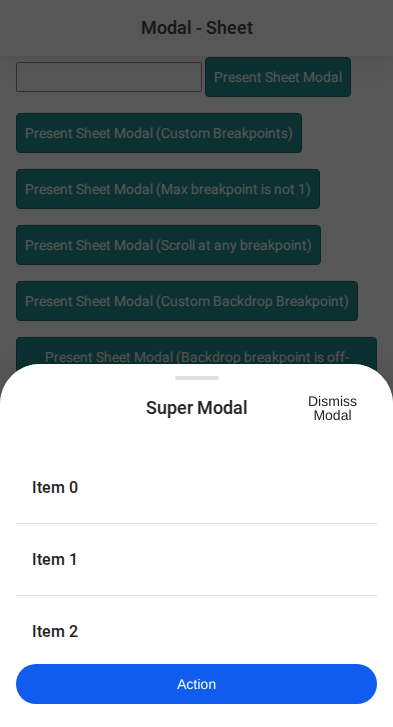 Modal - Sheet
Present Sheet Modal
Present Sheet Modal (Custom Breakpoints)
Present Sheet Modal (Max breakpoint is not 1)
Present Sheet Modal (Scroll at any breakpoint)
Present Sheet Modal (Custom Backdrop Breakpoint)
Present Sheet Modal (Backdrop breakpoint is off-
Super Modal
Dismiss
Modal
Item 0
Item 1
Item 2
Action